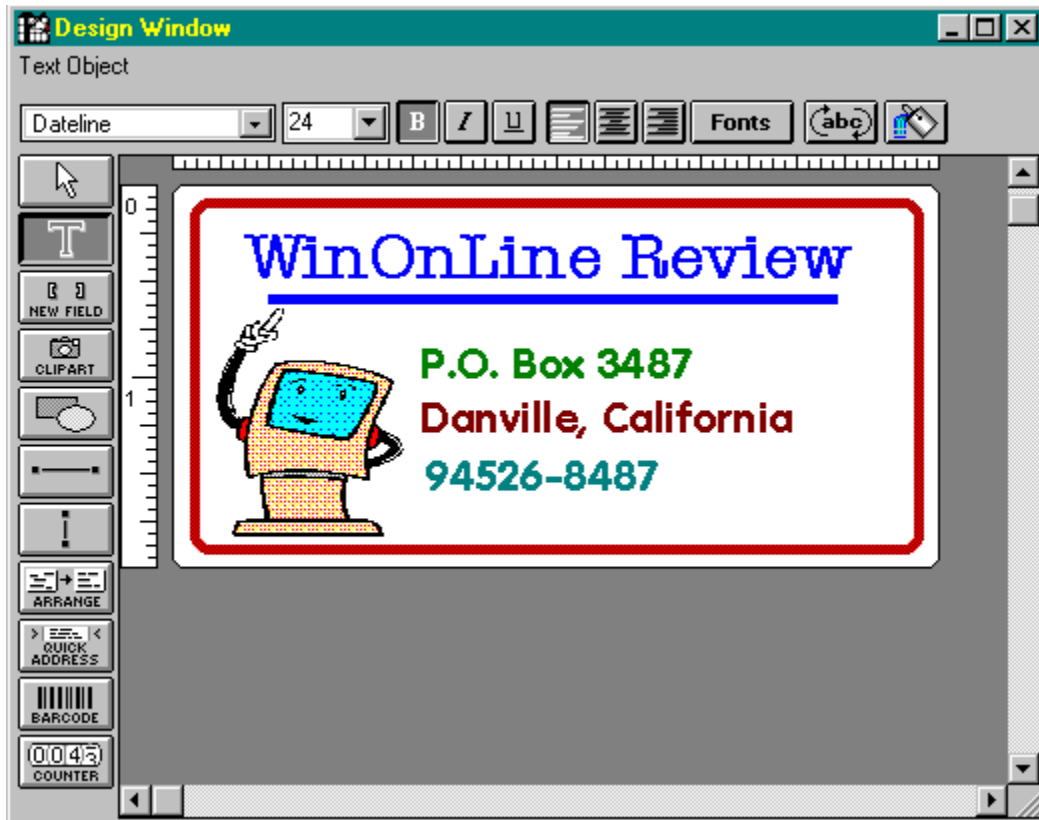 Design Window
Text Object
Dateline 24 B I U Fonts abc
T
NEW FIELD
CLIPART
ARRANGE
QUICK
ADDRESS
BARCODE
0043
COUNTER
0
1
WinOnLine Review
P.O. Box 3487
Danville, California
94526-8487